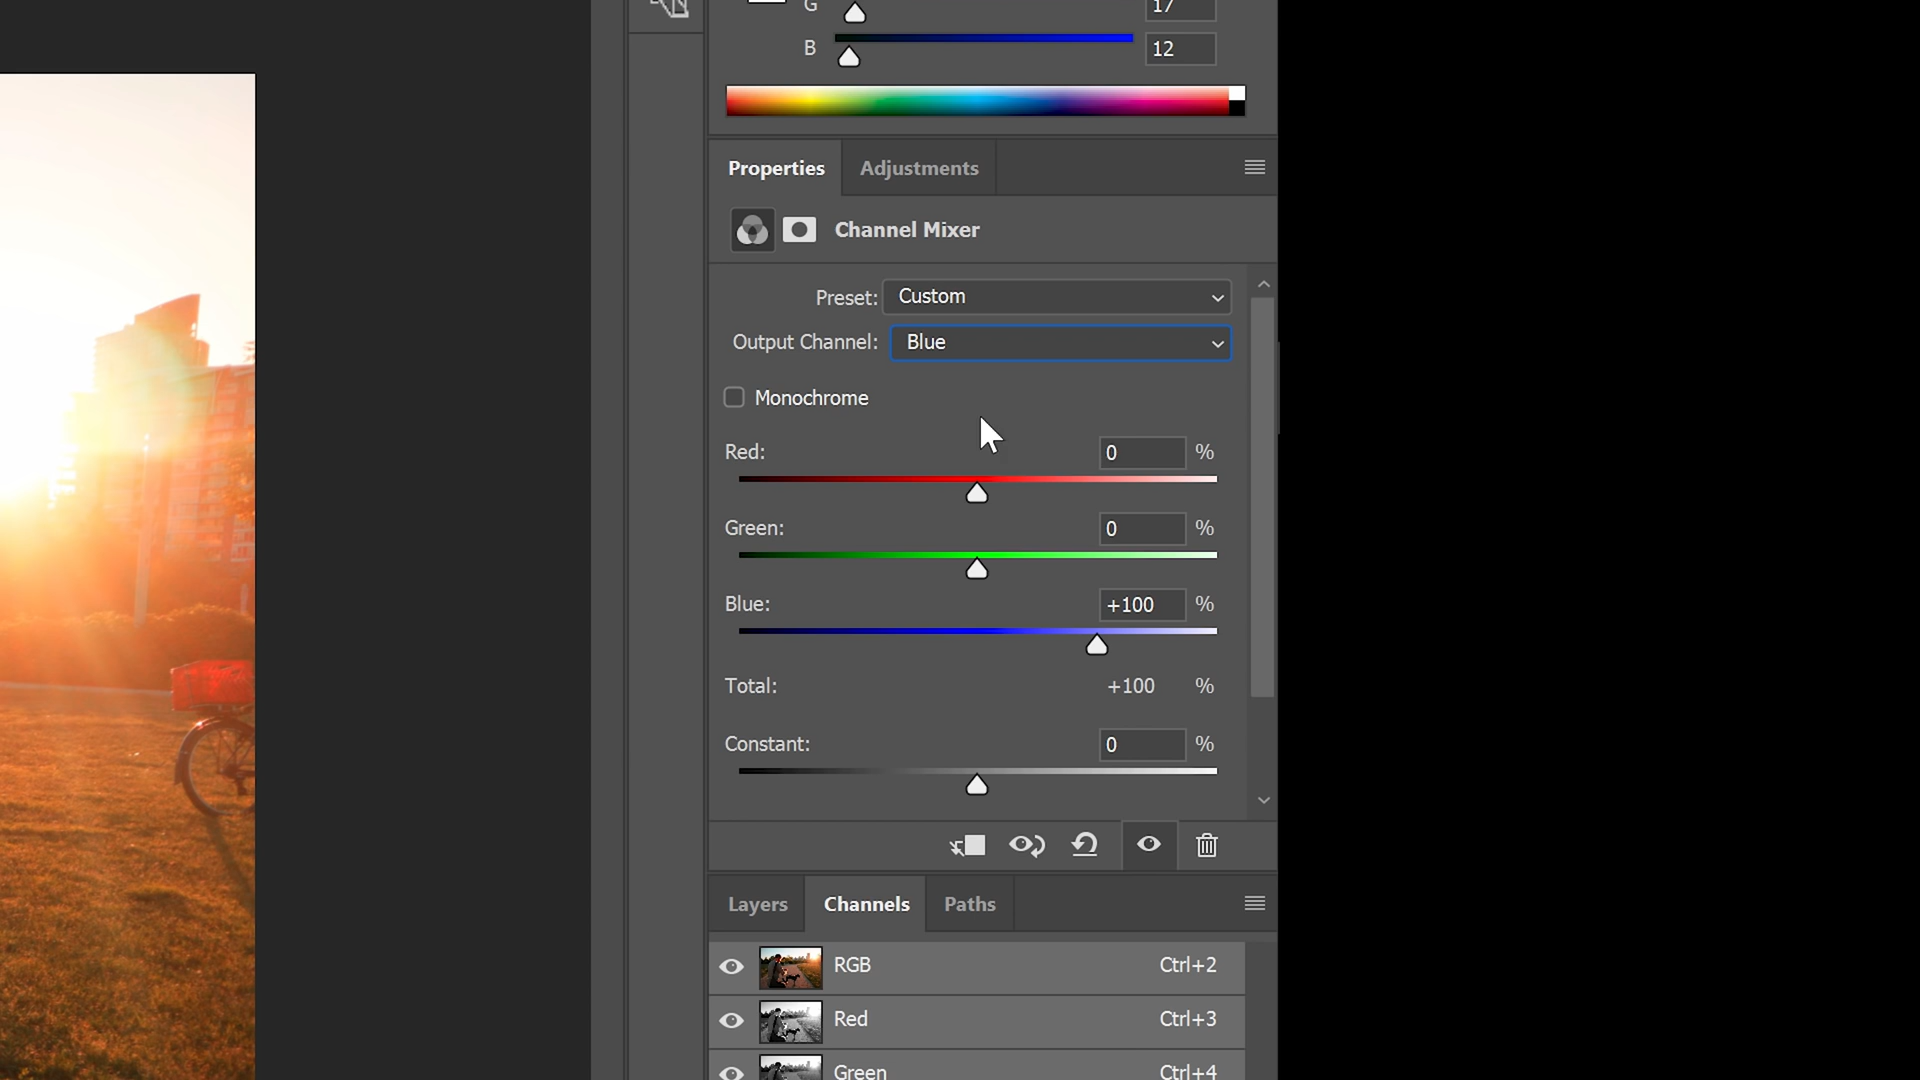 G 17
B 12
Properties Adjustments
Channel Mixer
Preset: Custom
Output Channel: Blue
Monochrome
Red: 0 %
Green: 0 %
Blue: +100 %
Total: +100 %
Constant: 0 %
Layers Channels Paths
RGB Ctrl+2
Red Ctrl+3
Green Ctrl+4